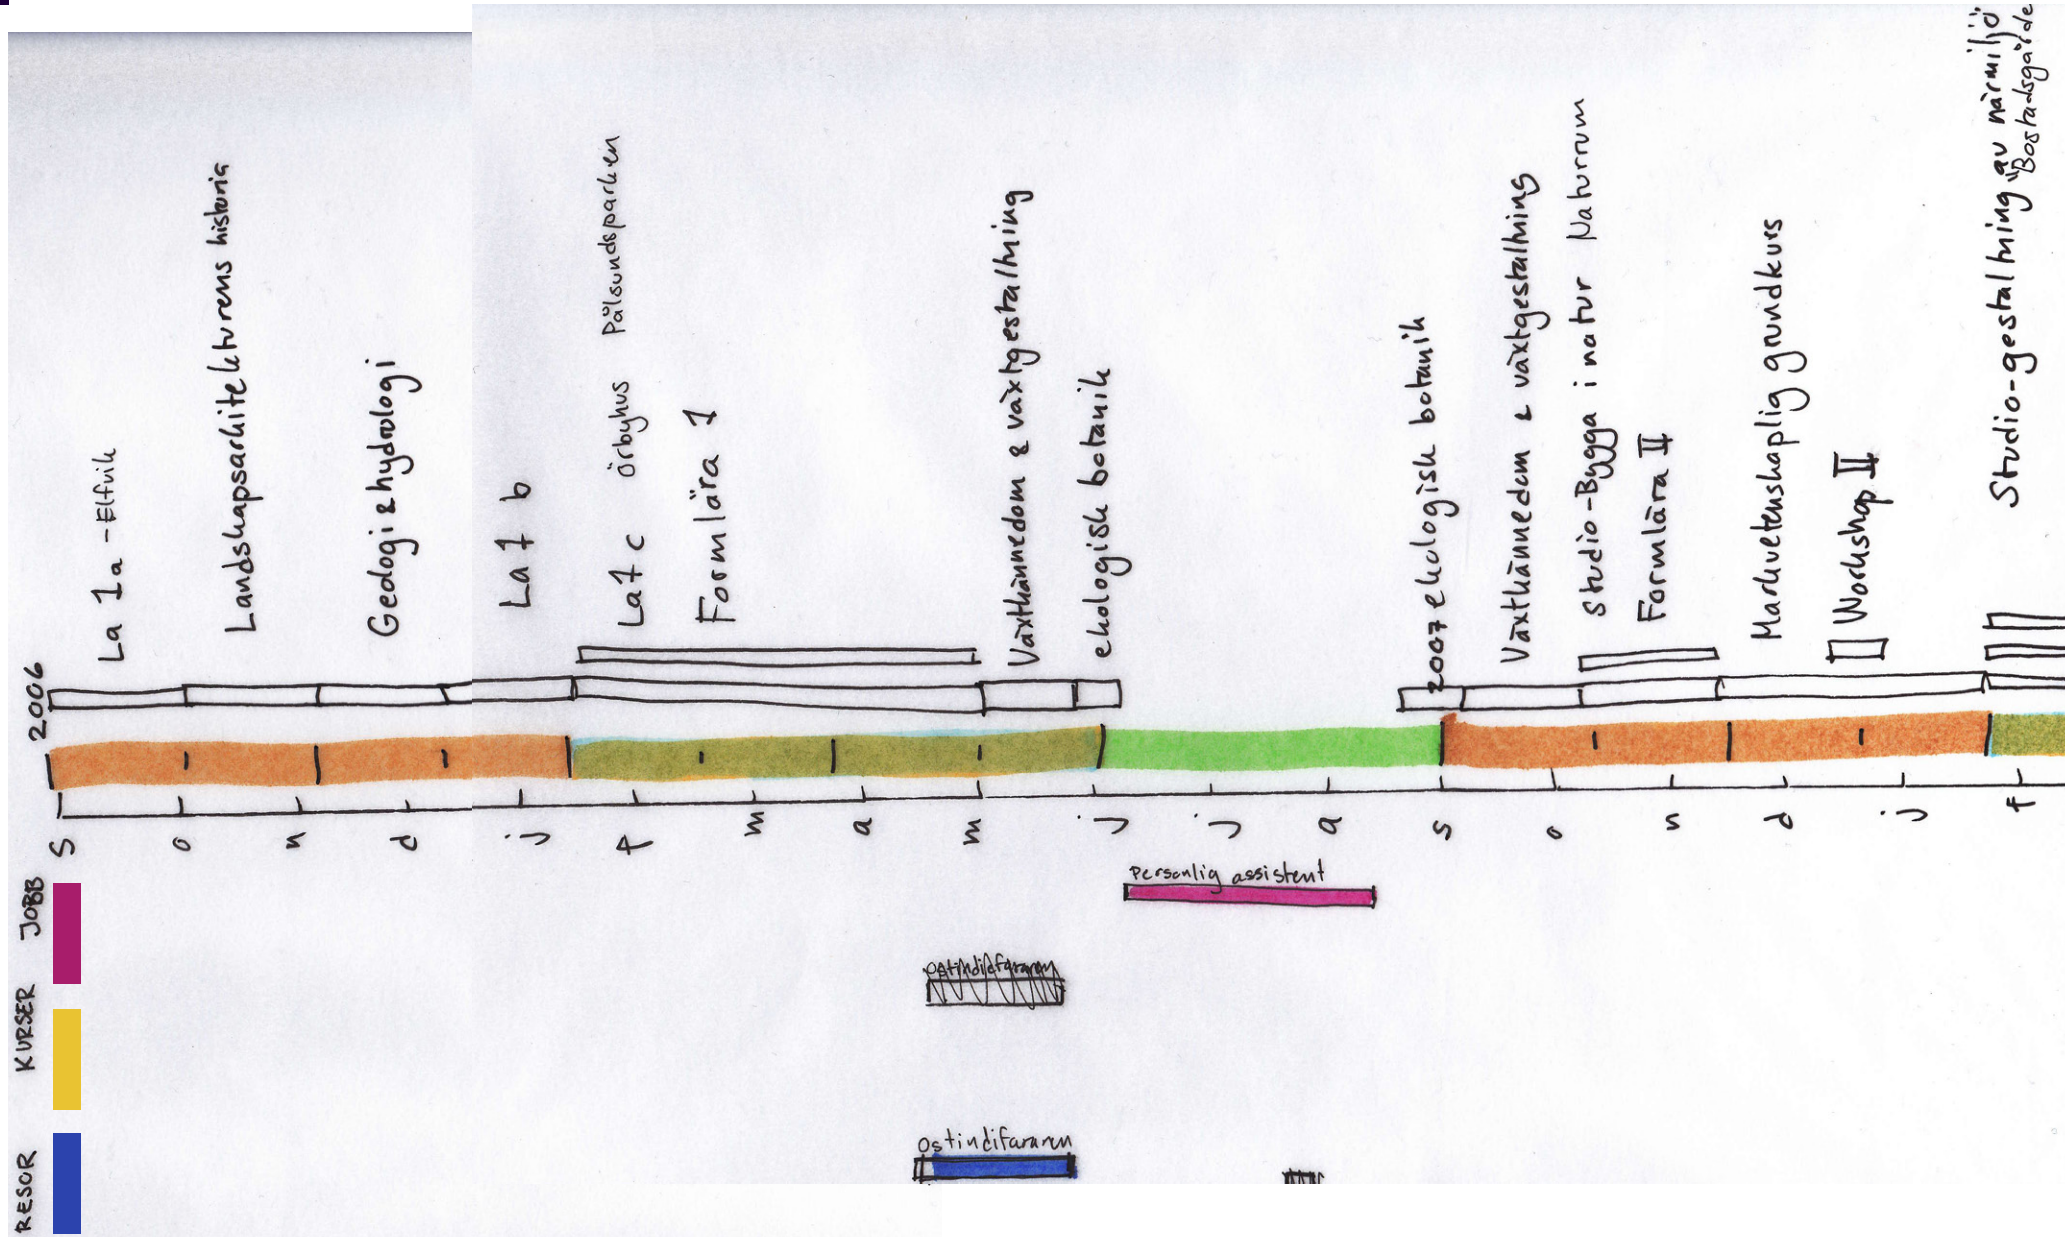 2006
La 1a - Elfvik
Landskapsarkitekturens historia
Geologi & hydrologi
La 1 b
La 1 c örbyhus Pålsundsparken
Formlära 1
Växtkännedom & växtgestaltning
ekologisk botanik
2007
ekologisk botanik
Växtkännedom & växtgestaltning
Studio-Bygga i natur Naturrum
Formlära II
Markvetenskaplig grundkurs
Workshop II
Studio-gestaltning av närmiljö
"Bostadsgårde
s o n d j f m a m j j a s o n d j f
JOBB
personlig assistent
KURSER
ostindiefararen
RESOR
ostindifararen